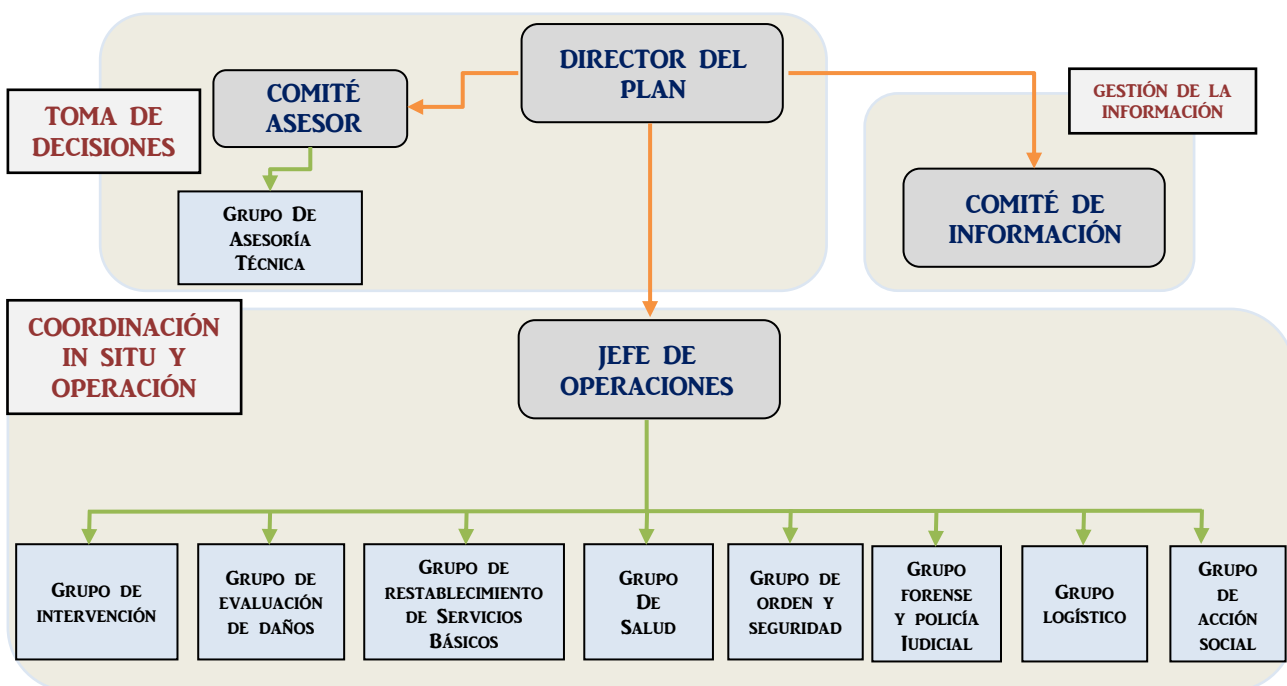 DIRECTOR DEL
PLAN
COMITÉ
ASESOR
GESTIÓN DE LA
INFORMACIÓN
TOMA DE
DECISIONES
COMITÉ DE
INFORMACIÓN
GRUPO DE
ASESORÍA
TÉCNICA
COORDINACIÓN
IN SITU Y
OPERACIÓN
JEFE DE
OPERACIONES
GRUPO DE
INTERVENCIÓN
GRUPO DE
EVALUACIÓN
DE DAÑOS
GRUPO DE
RESTABLECIMIENTO
DE SERVICIOS
BÁSICOS
GRUPO
DE
SALUD
GRUPO DE
ORDEN Y
SEGURIDAD
GRUPO
FORENSE
Y POLICÍA
JUDICIAL
GRUPO
LOGÍSTICO
GRUPO
DE
ACCIÓN
SOCIAL